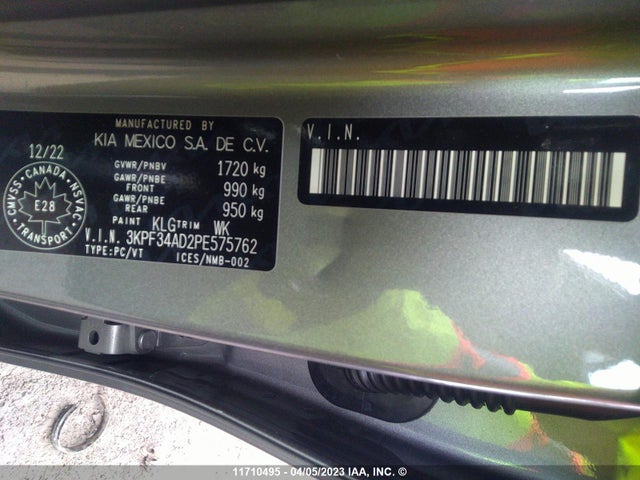 MANUFACTURED BY
KIA MEXICO S.A. DE C.V.
12/22
GVWR/PNBV 1720 kg
GAWR/PNBE FRONT 990 kg
GAWR/PNBE REAR 950 kg
PAINT KLG TRIM WK
V.I.N. 3KPF34AD2PE575762
TYPE:PC/VT ICES/NMB-002
CMVSS-CANADA-NSVAC
E28
TRANSPORT
V.I.N.
11710495 - 04/05/2023 IAA, INC. ©